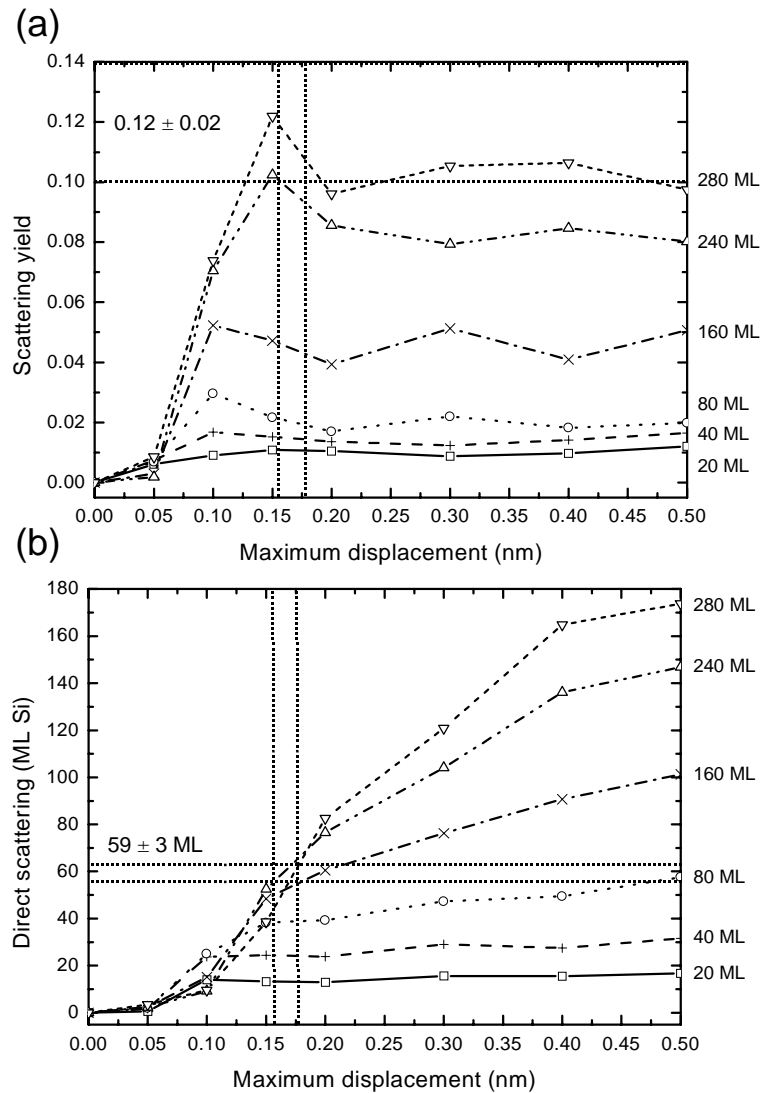 (a)
0.14
0.12
0.10
0.08
0.06
0.04
0.02
0.00
Scattering yield
0.12 ± 0.02
280 ML
240 ML
160 ML
80 ML
40 ML
20 ML
0.00 0.05 0.10 0.15 0.20 0.25 0.30 0.35 0.40 0.45 0.50
Maximum displacement (nm)
(b)
180
160
140
120
100
80
60
40
20
0
Direct scattering (ML Si)
59 ± 3 ML
280 ML
240 ML
160 ML
80 ML
40 ML
20 ML
0.00 0.05 0.10 0.15 0.20 0.25 0.30 0.35 0.40 0.45 0.50
Maximum displacement (nm)